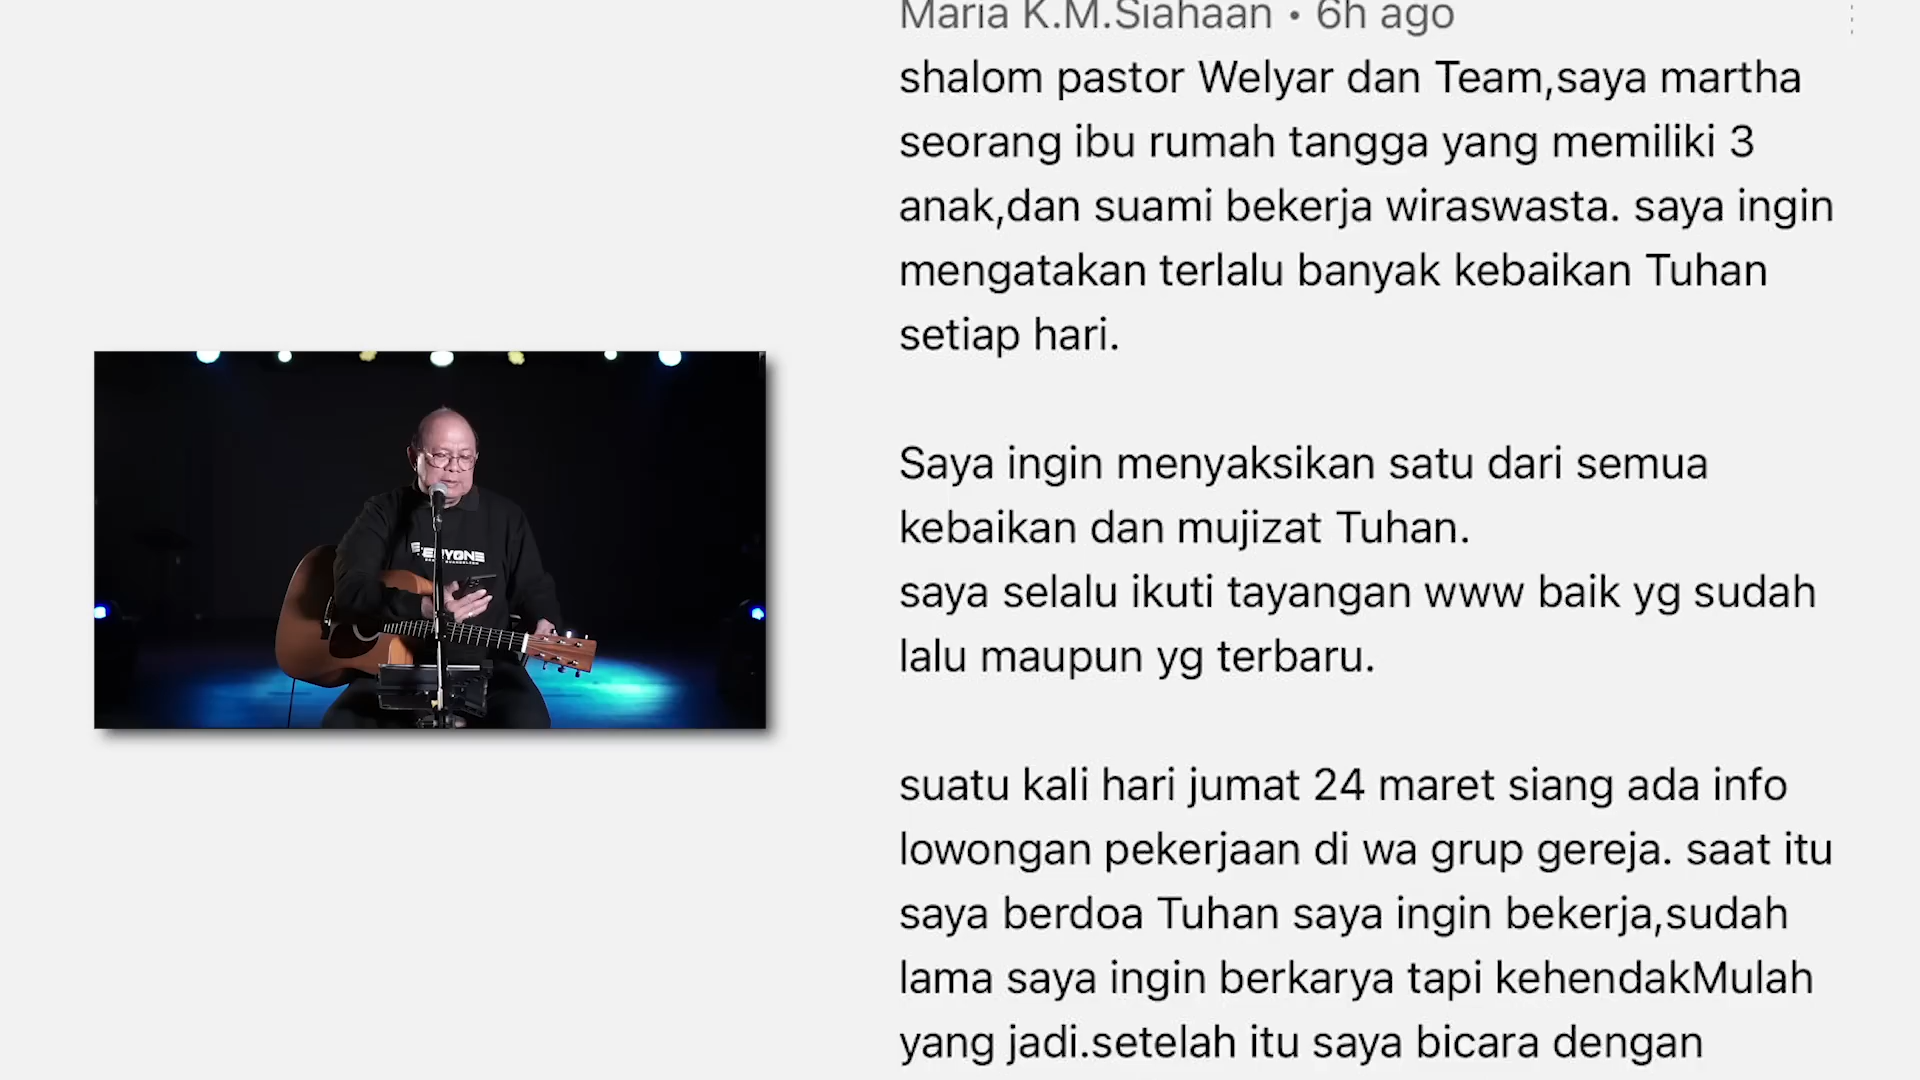 Maria K.M.Siahaan • 6h ago
shalom pastor Welyar dan Team,saya martha
seorang ibu rumah tangga yang memiliki 3
anak,dan suami bekerja wiraswasta. saya ingin
mengatakan terlalu banyak kebaikan Tuhan
setiap hari.
Saya ingin menyaksikan satu dari semua
kebaikan dan mujizat Tuhan.
saya selalu ikuti tayangan www baik yg sudah
lalu maupun yg terbaru.
suatu kali hari jumat 24 maret siang ada info
lowongan pekerjaan di wa grup gereja. saat itu
saya berdoa Tuhan saya ingin bekerja,sudah
lama saya ingin berkarya tapi kehendakMulah
yang jadi.setelah itu saya bicara dengan